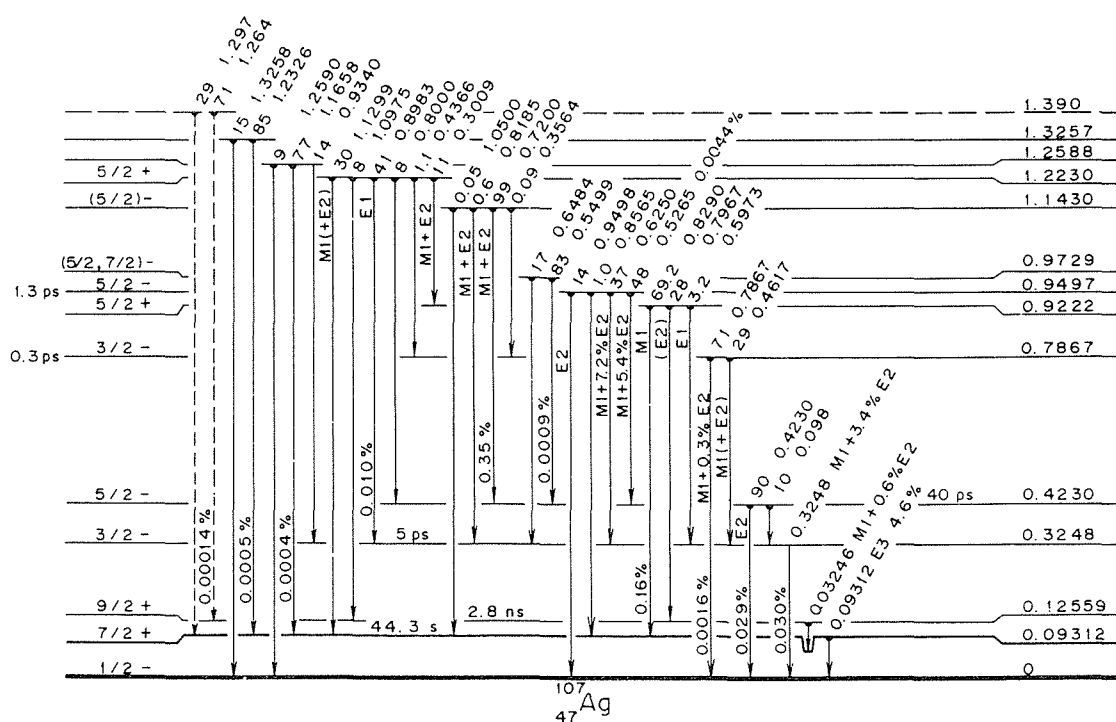 29 1.297
71 1.264
15 1.3258
85 1.2326
9 1.2590
77 1.1658
14 0.9340
30 1.1299
8 1.0975
41 0.8983
8 0.8000
1.1 0.4366
11 0.3009
0.05 1.0500
0.6 0.8185
99 0.7200
0.09 0.3564
0.0044%
17 0.6484
83 0.5499
14 0.9498
1.0 0.8565
37 0.6250
48 0.5265
69.2 0.8290
28 0.7967
3.2 0.5973
71 0.7867
29 0.4617
90 0.4230
10 0.098
0.3248 M1+3.4%E2
0.03246 M1+0.6%E2
0.09312 E3 4.6%
1.390
1.3257
1.2588
5/2 + 1.2230
(5/2)- 1.1430
(5/2,7/2)- 0.9729
1.3 ps 5/2 - 0.9497
5/2 + 0.9222
0.3 ps 3/2 - 0.7867
5/2 - 40 ps 0.4230
3/2 - 5 ps 0.3248
9/2 + 2.8 ns 0.12559
7/2 + 44.3 s 0.09312
1/2 - 0
M1(+E2)
E1
M1+E2
M1+E2
M1+E2
E2
M1+7.2%E2
M1+5.4%E2
M1
(E2)
E1
M1+0.3%E2
M1(+E2)
E2
0.00014%
0.0005%
0.0004%
0.010%
0.35%
0.0009%
0.16%
0.0016%
0.029%
0.030%
107
47 Ag